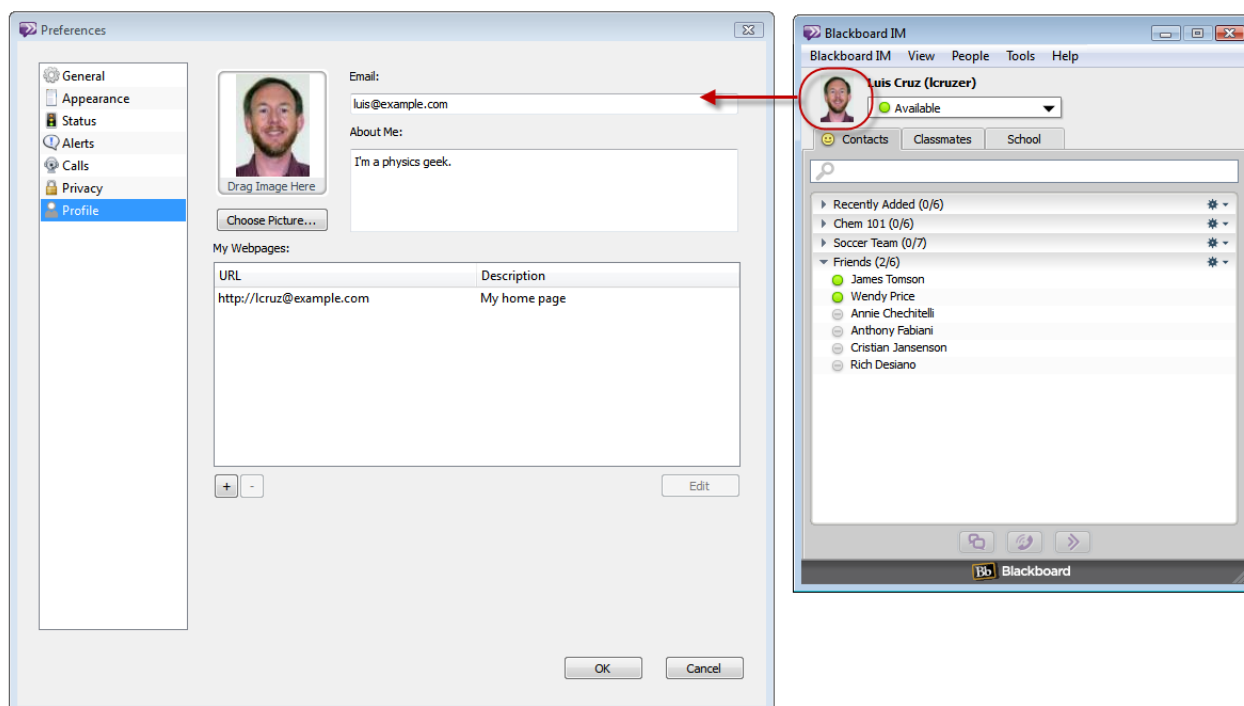 Preferences
General
Appearance
Status
Alerts
Calls
Privacy
Profile
Drag Image Here
Choose Picture...
Email:
luis@example.com
About Me:
I'm a physics geek.
My Webpages:
URL Description
http://lcruz@example.com My home page
+ -
Edit
OK Cancel
Blackboard IM
Blackboard IM View People Tools Help
Luis Cruz (lcruzer)
Available
Contacts Classmates School
Recently Added (0/6)
Chem 101 (0/6)
Soccer Team (0/7)
Friends (2/6)
James Tomson
Wendy Price
Annie Chechitelli
Anthony Fabiani
Cristian Jansenson
Rich Desiano
Bb Blackboard